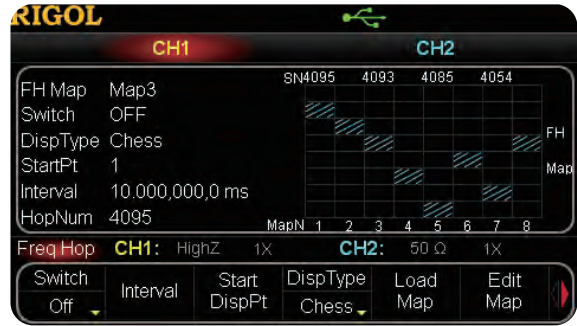 RIGOL
CH1 CH2
SN4095 4093 4085 4054
FH Map Map3
Switch OFF
DispType Chess
FH
StartPt 1
Map
Interval 10.000,000,0 ms
HopNum 4095
MapN 1 2 3 4 5 6 7 8
Freq Hop CH1: HighZ 1X CH2: 50 Ω 1X
Switch Interval Start DispType Load Edit
Off DispPt Chess Map Map